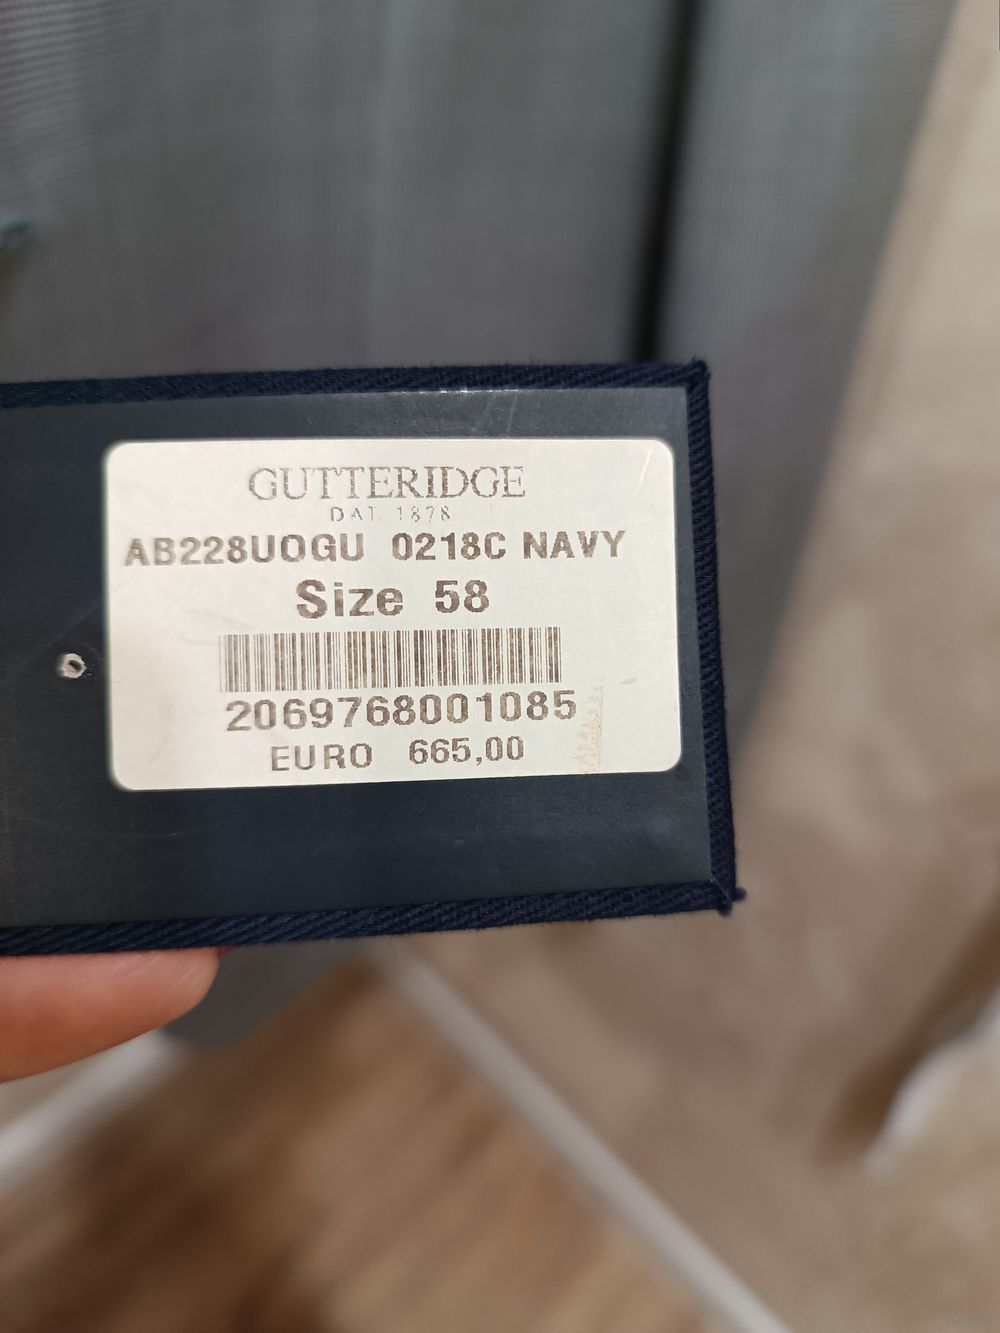 GUTTERIDGE
DAL 1878
AB228UOGU 0218C NAVY
Size 58
2069768001085
EURO 665,00